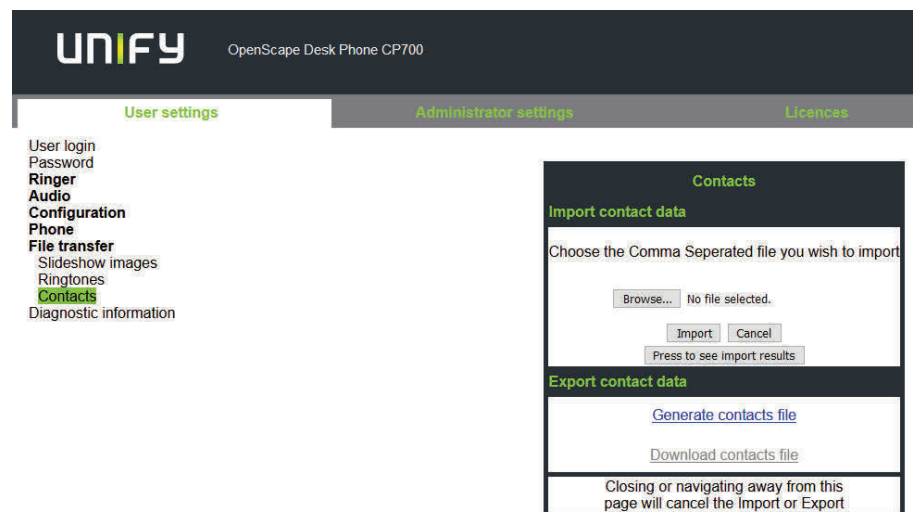 UNIFY
OpenScape Desk Phone CP700
User settings
Administrator settings
Licences
User login
Password
Ringer
Audio
Configuration
Phone
File transfer
Slideshow images
Ringtones
Contacts
Diagnostic information
Contacts
Import contact data
Choose the Comma Seperated file you wish to import
Browse... No file selected.
Import Cancel
Press to see import results
Export contact data
Generate contacts file
Download contacts file
Closing or navigating away from this
page will cancel the Import or Export